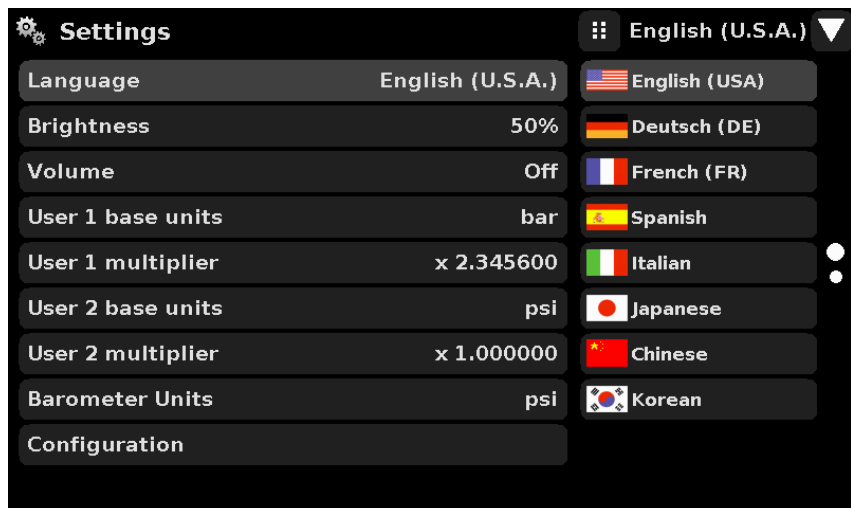 Settings
English (U.S.A.)
Language English (U.S.A.)
Brightness 50%
Volume Off
User 1 base units bar
User 1 multiplier x 2.345600
User 2 base units psi
User 2 multiplier x 1.000000
Barometer Units psi
Configuration
English (USA)
Deutsch (DE)
French (FR)
Spanish
Italian
Japanese
Chinese
Korean